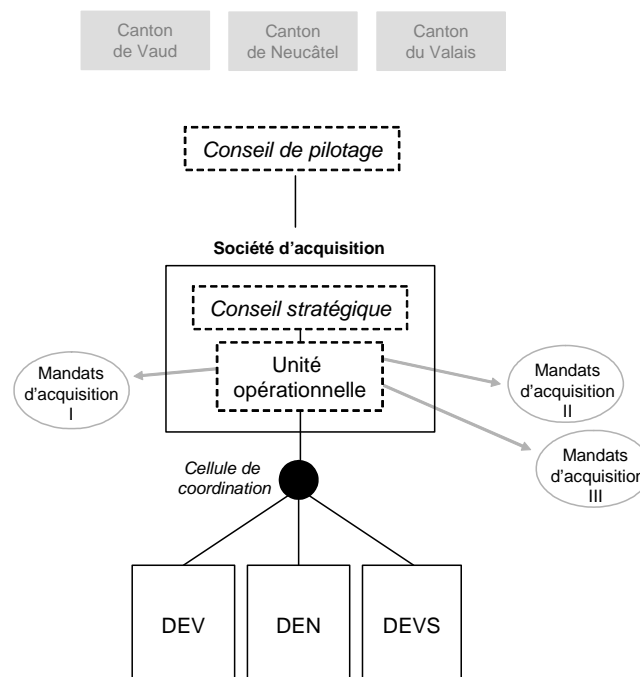 Canton
de Vaud
Canton
de Neucâtel
Canton
du Valais
Conseil de pilotage
Société d'acquisition
Conseil stratégique
Unité
opérationnelle
Mandats
d'acquisition
I
Mandats
d'acquisition
II
Mandats
d'acquisition
III
Cellule de
coordination
DEV
DEN
DEVS